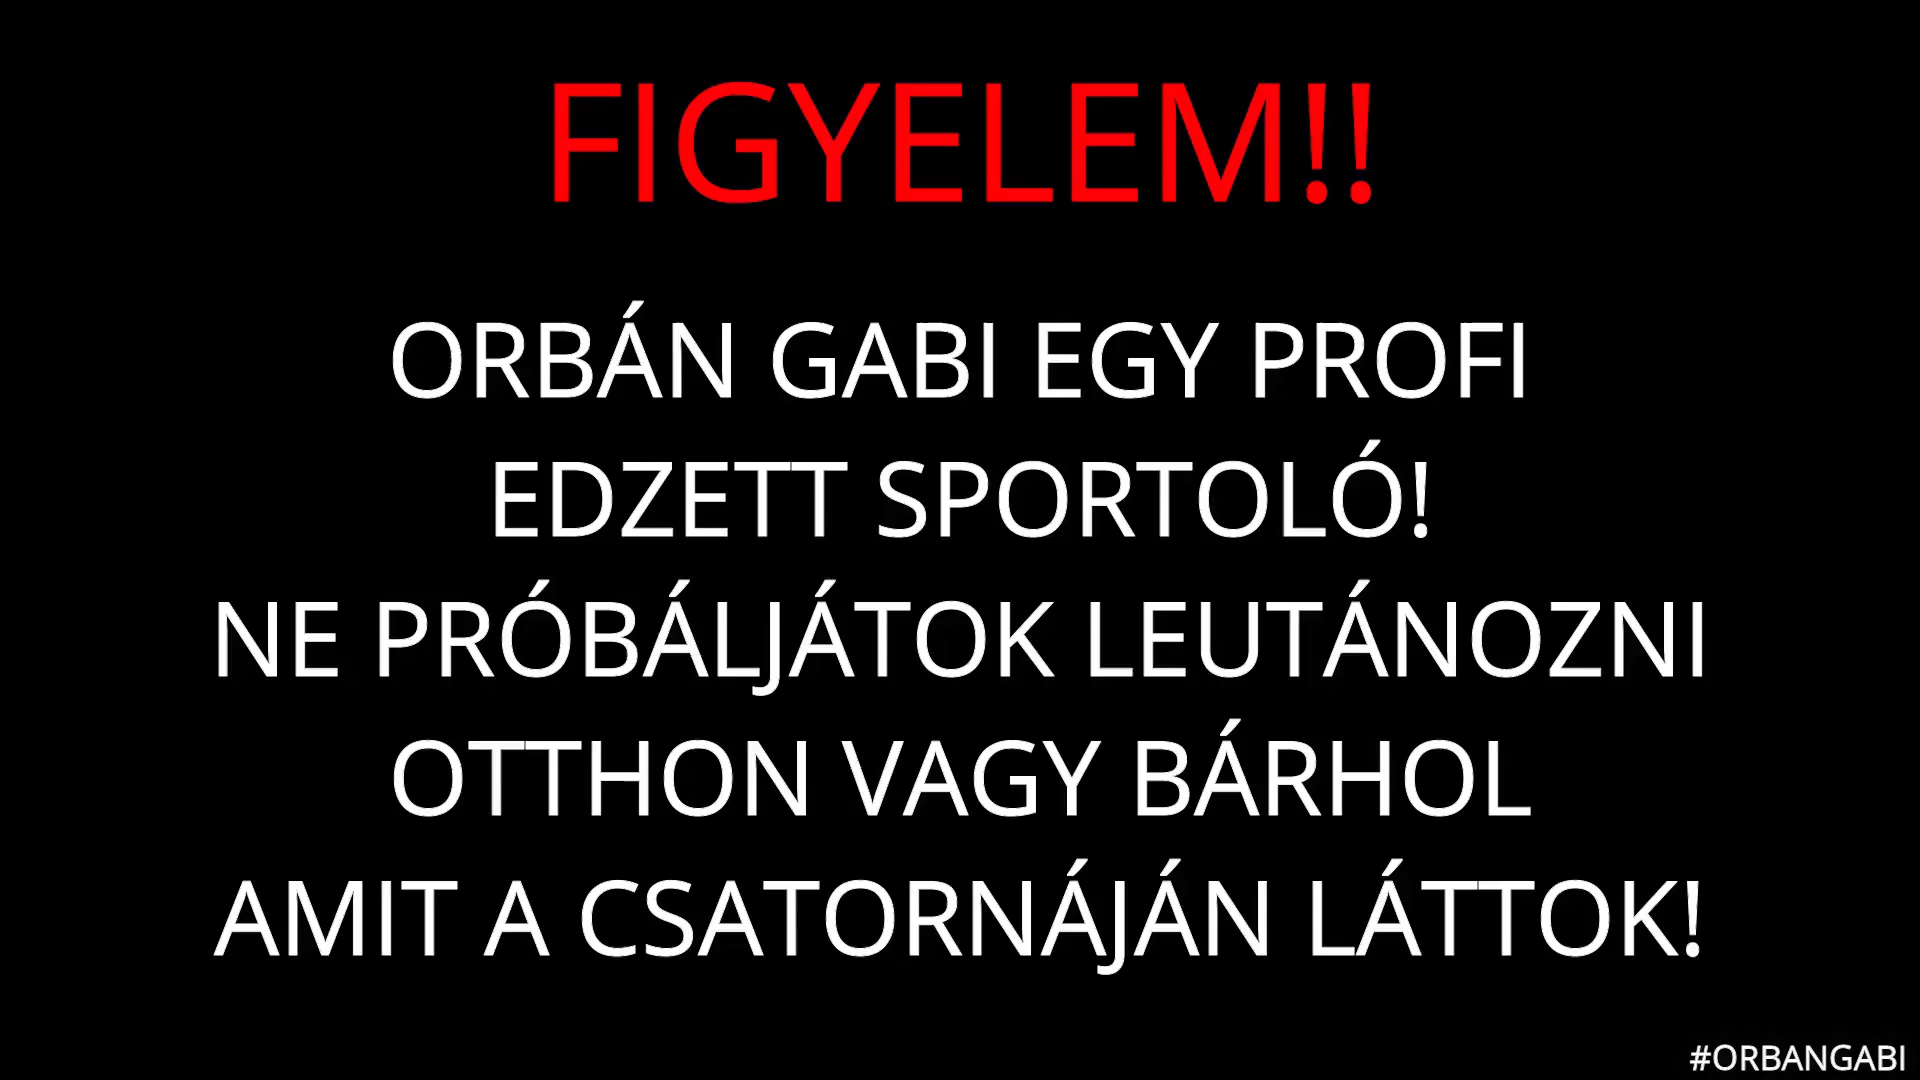 FIGYELEM!!
ORBÁN GABI EGY PROFI
EDZETT SPORTOLÓ!
NE PRÓBÁLJÁTOK LEUTÁNOZNI
OTTHON VAGY BÁRHOL
AMIT A CSATORNÁJÁN LÁTTOK!
#ORBANGABI